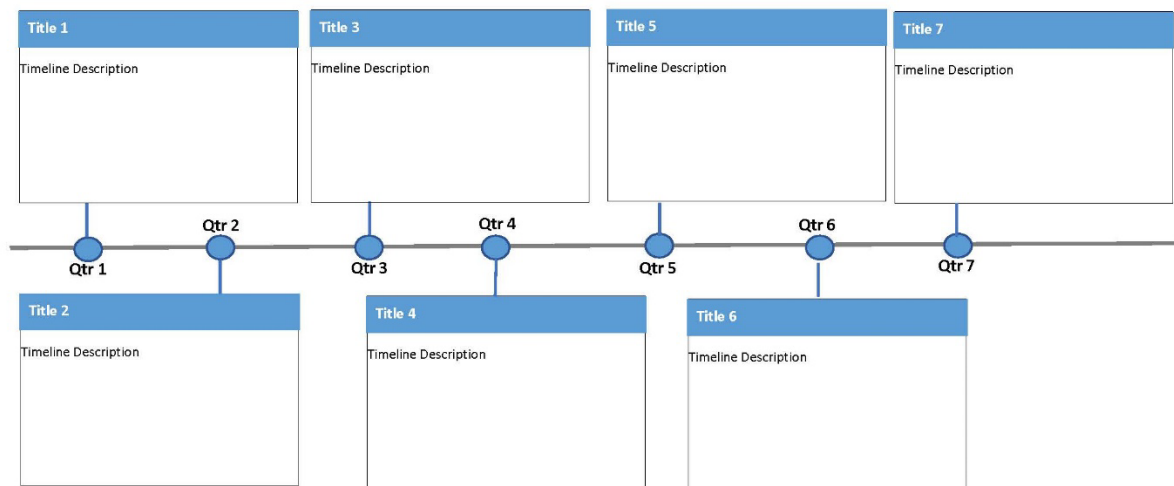 Title 1
Timeline Description
Title 3
Timeline Description
Title 5
Timeline Description
Title 7
Timeline Description
Qtr 2
Qtr 4
Qtr 6
Qtr 1
Qtr 3
Qtr 5
Qtr 7
Title 2
Timeline Description
Title 4
Timeline Description
Title 6
Timeline Description